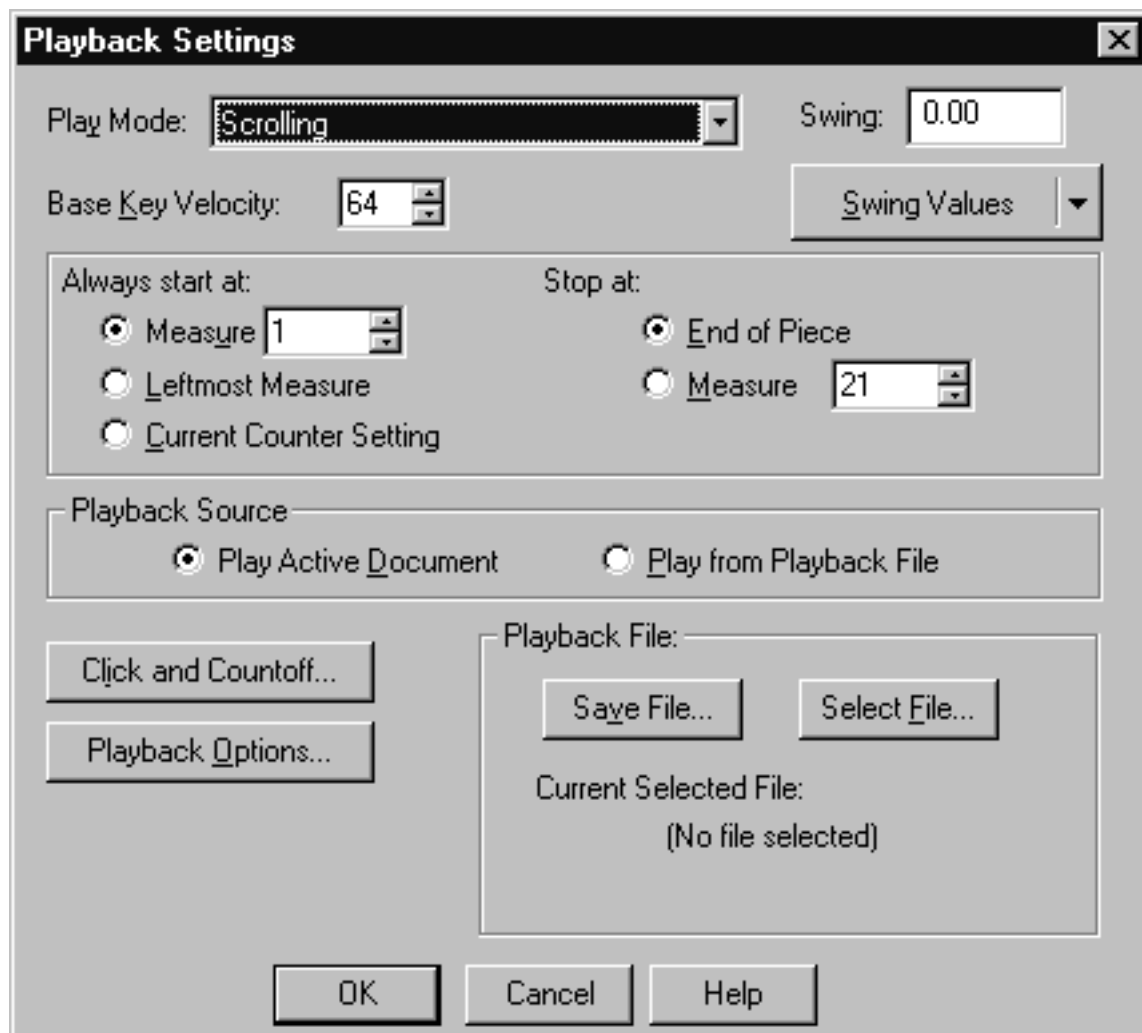 Playback Settings
Play Mode: Scrolling Swing: 0.00
Base Key Velocity: 64 Swing Values
Always start at: Stop at:
Measure 1 End of Piece
Leftmost Measure Measure 21
Current Counter Setting
Playback Source
Play Active Document Play from Playback File
Click and Countoff... Playback File:
Save File... Select File...
Playback Options...
Current Selected File:
(No file selected)
OK Cancel Help